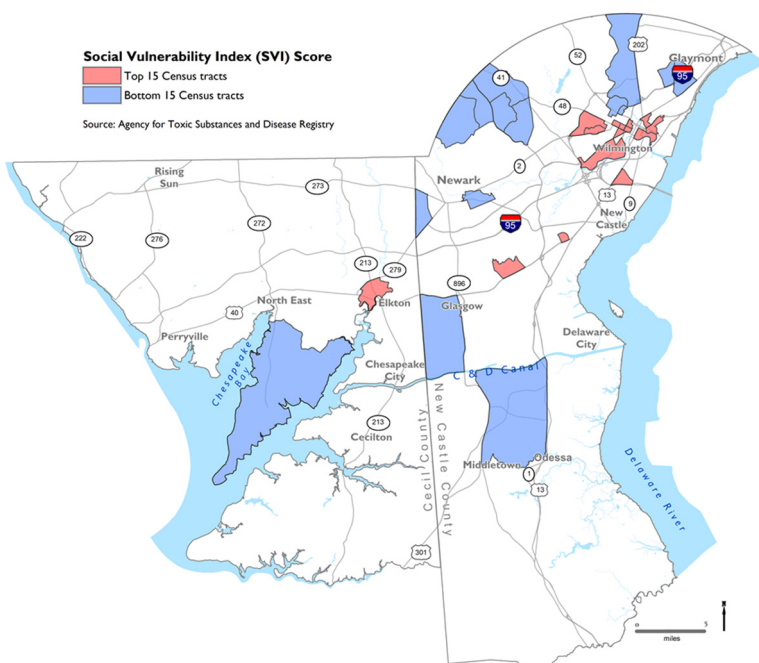 Social Vulnerability Index (SVI) Score
Top 15 Census tracts
Bottom 15 Census tracts
Source: Agency for Toxic Substances and Disease Registry
52
202
Glaymont
95
41
48
Wilmington
Rising
Sun
273
2
Newark
13
9
New
Castle
95
222
276
272
213
279
896
North East
Elkton
Glasgow
40
Perryville
Delaware
City
Chesapeake
Bay
Chesapeake
City
C & D Canal
213
Cecilton
New Castle County
Cecil County
Middletown
Odessa
1
13
Delaware River
301
N
0 5
miles